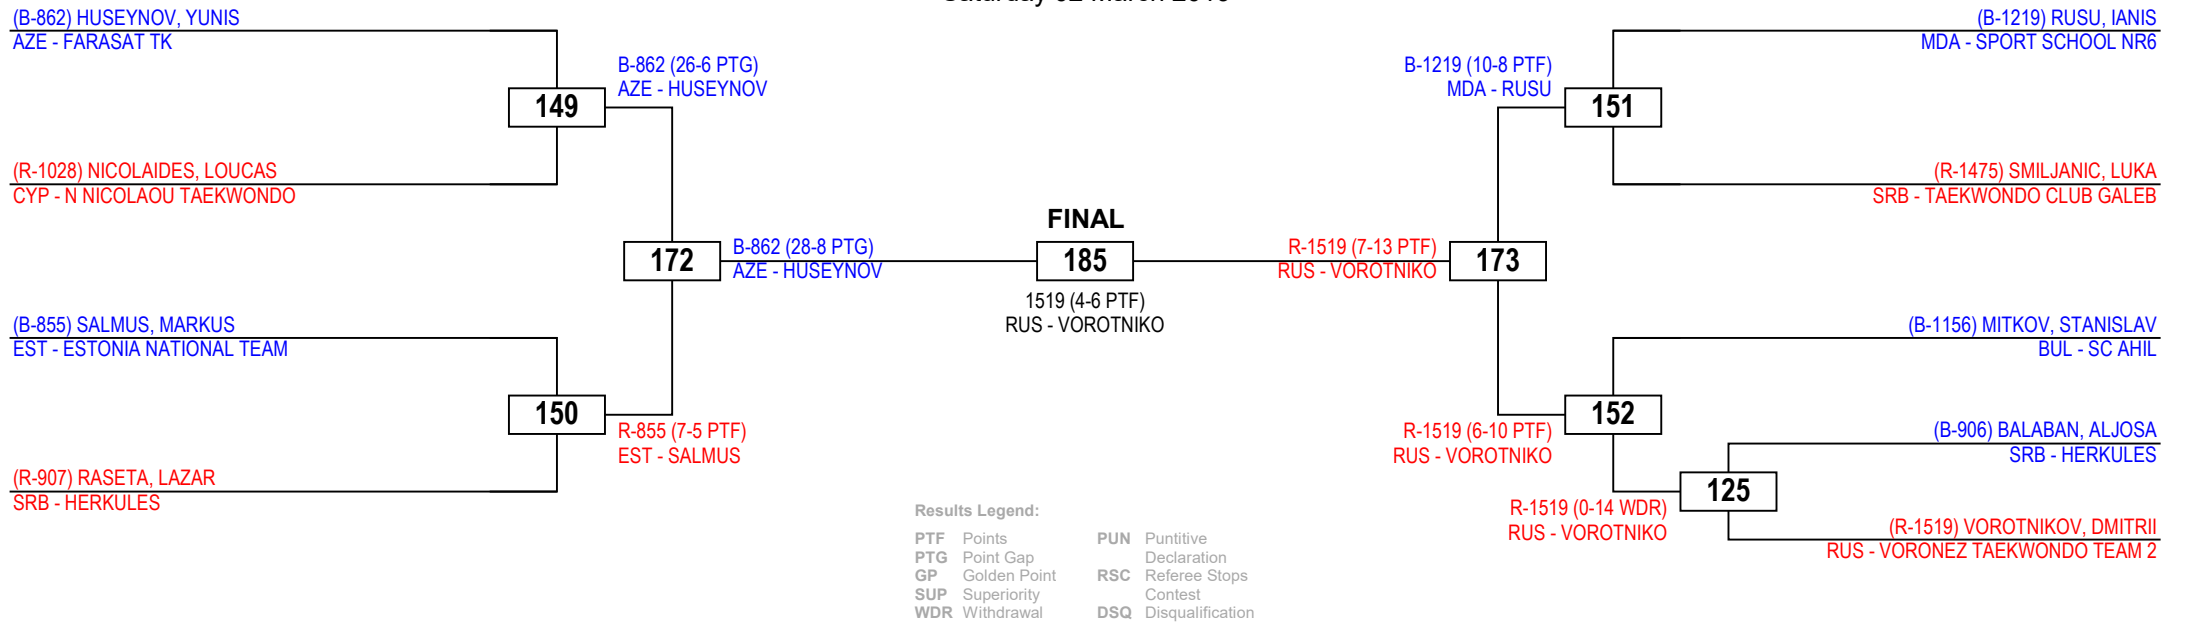 (B-862) HUSEYNOV, YUNIS
AZE - FARASAT TK
(R-1028) NICOLAIDES, LOUCAS
CYP - N NICOLAOU TAEKWONDO
(B-855) SALMUS, MARKUS
EST - ESTONIA NATIONAL TEAM
(R-907) RASETA, LAZAR
SRB - HERKULES
149
B-862 (26-6 PTG)
AZE - HUSEYNOV
150
R-855 (7-5 PTF)
EST - SALMUS
172
B-862 (28-8 PTG)
AZE - HUSEYNOV
FINAL
185
1519 (4-6 PTF)
RUS - VOROTNIKO
R-1519 (7-13 PTF)
RUS - VOROTNIKO
173
B-1219 (10-8 PTF)
MDA - RUSU
151
R-1519 (6-10 PTF)
RUS - VOROTNIKO
152
R-1519 (0-14 WDR)
RUS - VOROTNIKO
125
(B-1219) RUSU, IANIS
MDA - SPORT SCHOOL NR6
(R-1475) SMILJANIC, LUKA
SRB - TAEKWONDO CLUB GALEB
(B-1156) MITKOV, STANISLAV
BUL - SC AHIL
(B-906) BALABAN, ALJOSA
SRB - HERKULES
(R-1519) VOROTNIKOV, DMITRII
RUS - VORONEZ TAEKWONDO TEAM 2
Results Legend:
PTF Points
PTG Point Gap
GP Golden Point
SUP Superiority
WDR Withdrawal
PUN Puntitive
Declaration
RSC Referee Stops
Contest
DSQ Disqualification